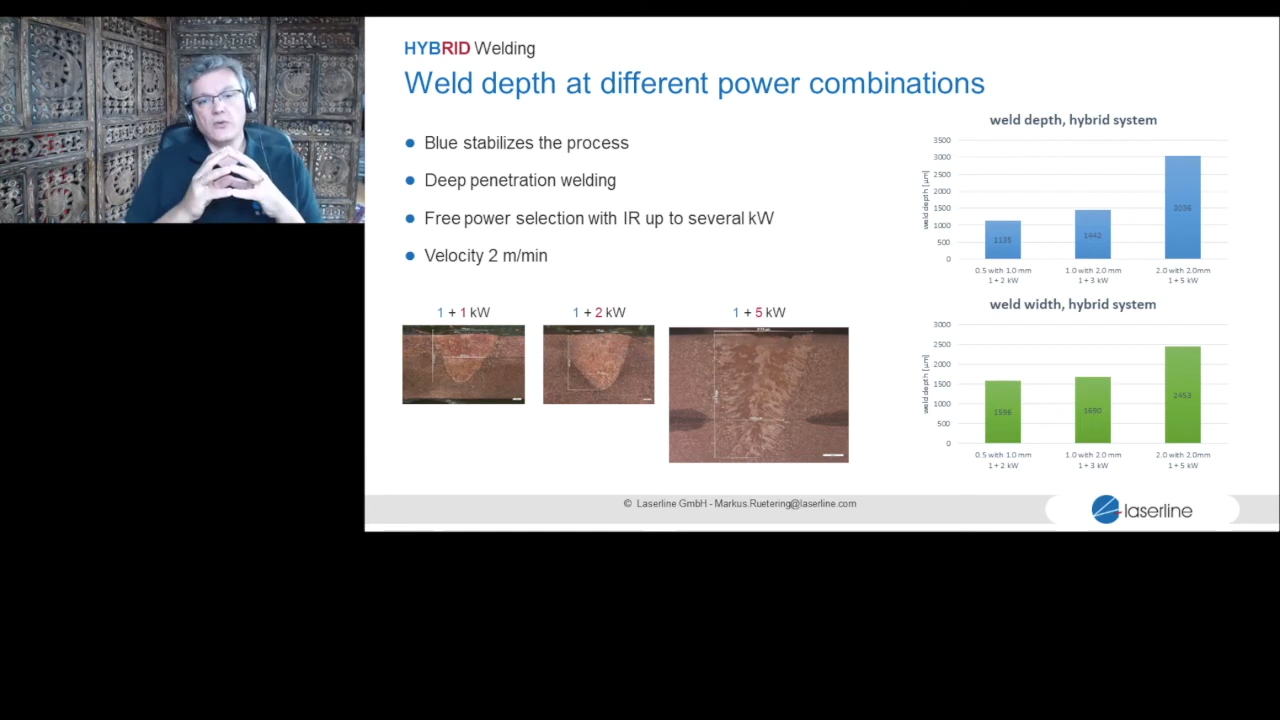 HYBRID Welding
Weld depth at different power combinations
Blue stabilizes the process
Deep penetration welding
Free power selection with IR up to several kW
Velocity 2 m/min
1 + 1 kW
1 + 2 kW
1 + 5 kW
weld depth, hybrid system
weld depth [µm]
3500
3000
2500
2000
1500
1000
500
0
1135
1442
3036
0.5 with 1.0 mm
1 + 2 kW
1.0 with 2.0 mm
1 + 3 kW
2.0 with 2.0mm
1 + 5 kW
weld width, hybrid system
weld depth [µm]
3000
2500
2000
1500
1000
500
0
1596
1690
2453
0.5 with 1.0 mm
1 + 2 kW
1.0 with 2.0 mm
1 + 3 kW
2.0 with 2.0mm
1 + 5 kW
© Laserline GmbH - Markus.Ruetering@laserline.com
laserline